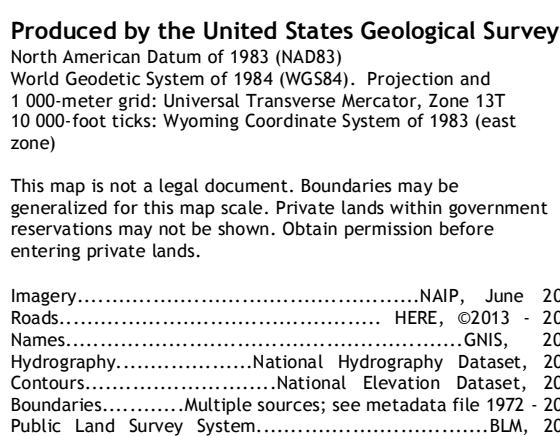 Produced by the United States Geological Survey
North American Datum of 1983 (NAD83)
World Geodetic System of 1984 (WGS84). Projection and
1 000-meter grid: Universal Transverse Mercator, Zone 13T
10 000-foot ticks: Wyoming Coordinate System of 1983 (east
zone)
This map is not a legal document. Boundaries may be
generalized for this map scale. Private lands within government
reservations may not be shown. Obtain permission before
entering private lands.
Imagery.................................................NAIP, June
Roads.............................................. HERE, ©2013 -
Names.........................................................GNIS,
Hydrography....................National Hydrography Dataset,
Contours............................National Elevation Dataset,
Boundaries............Multiple sources; see metadata file 1972 -
Public Land Survey System.................................BLM,